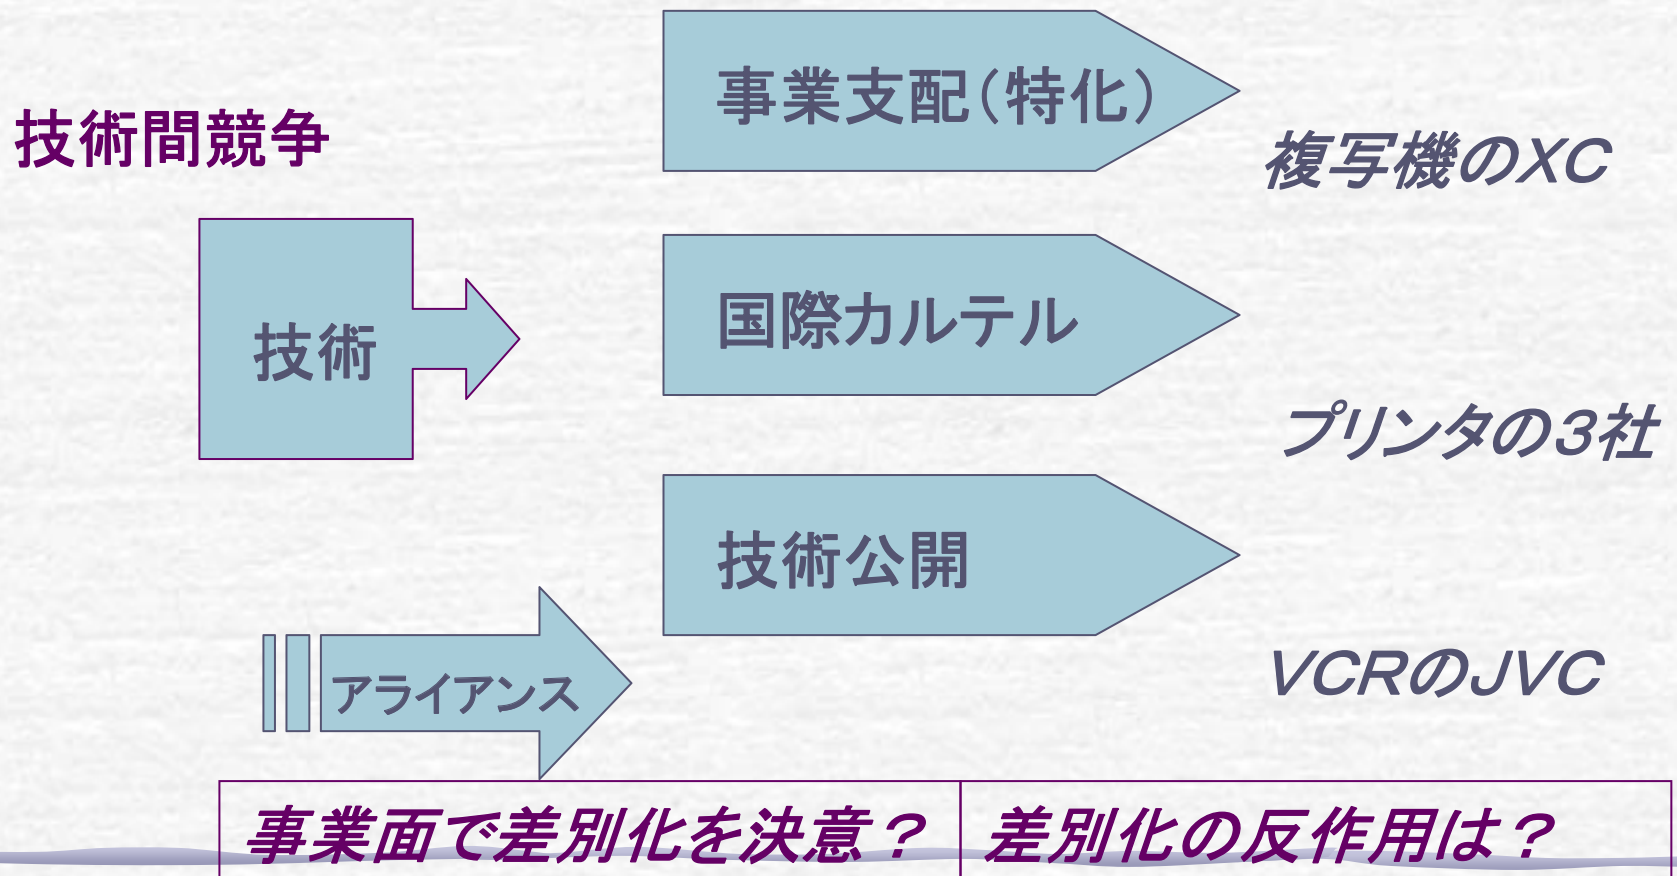 技術間競争
事業支配（特化）
複写機のXC
技術
国際カルテル
プリンタの３社
技術公開
アライアンス
VCRのJVC
事業面で差別化を決意？
差別化の反作用は？